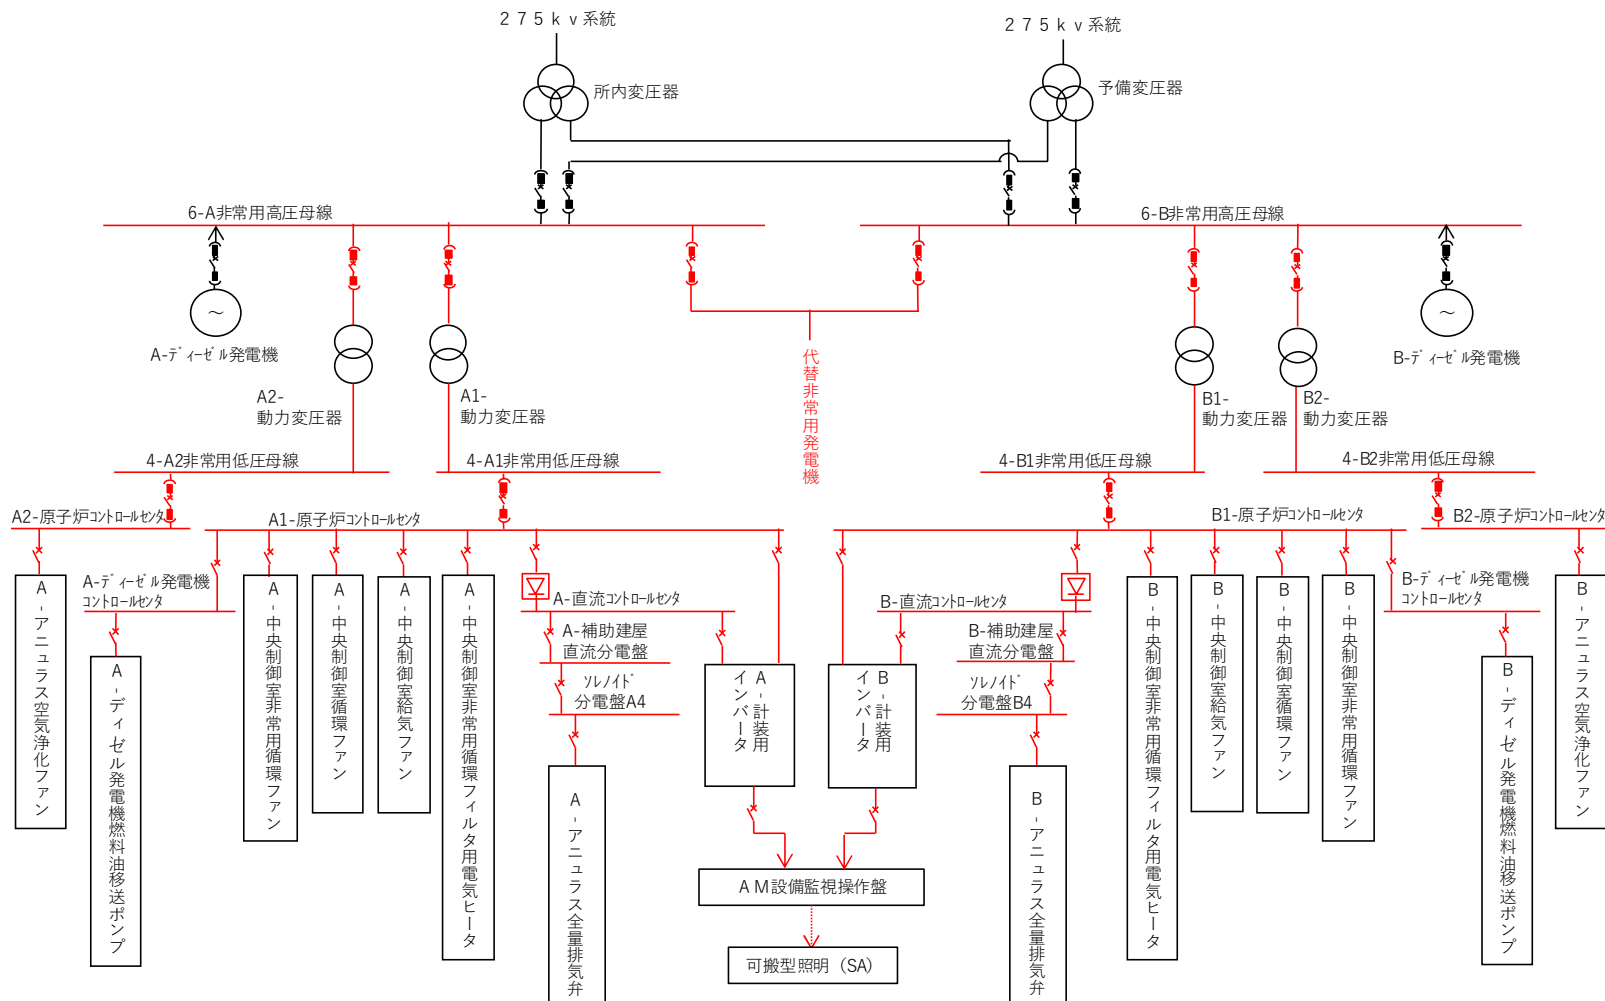 ２７５ｋｖ系統
２７５ｋｖ系統
所内変圧器
予備変圧器
6-A非常用高圧母線
6-B非常用高圧母線
～
～
A-ﾃﾞｨｰｾﾞﾙ発電機
B-ﾃﾞｨｰｾﾞﾙ発電機
代替非常用発電機
A2-
動力変圧器
A1-
動力変圧器
B1-
動力変圧器
B2-
動力変圧器
4-A2非常用低圧母線
4-A1非常用低圧母線
4-B1非常用低圧母線
4-B2非常用低圧母線
A2-原子炉ｺﾝﾄﾛｰﾙｾﾝﾀ
A1-原子炉ｺﾝﾄﾛｰﾙｾﾝﾀ
B1-原子炉ｺﾝﾄﾛｰﾙｾﾝﾀ
B2-原子炉ｺﾝﾄﾛｰﾙｾﾝﾀ
A-ﾃﾞｨｰｾﾞﾙ発電機
ｺﾝﾄﾛｰﾙｾﾝﾀ
A-直流ｺﾝﾄﾛｰﾙｾﾝﾀ
B-直流ｺﾝﾄﾛｰﾙｾﾝﾀ
B-ﾃﾞｨｰｾﾞﾙ発電機
ｺﾝﾄﾛｰﾙｾﾝﾀ
A-補助建屋
直流分電盤
B-補助建屋
直流分電盤
ｿﾚﾉｲﾄﾞ
分電盤A4
ｿﾚﾉｲﾄﾞ
分電盤B4
A-アニュラス空気浄化ファン
A-ディゼル発電機燃料油移送ポンプ
A-中央制御室非常用循環ファン
A-中央制御室循環ファン
A-中央制御室給気ファン
A-中央制御室非常用循環フィルタ用電気ヒータ
A-アニュラス全量排気弁
A-計装用
インバータ
B-計装用
インバータ
B-アニュラス全量排気弁
B-中央制御室非常用循環フィルタ用電気ヒータ
B-中央制御室給気ファン
B-中央制御室循環ファン
B-中央制御室非常用循環ファン
B-ディゼル発電機燃料油移送ポンプ
B-アニュラス空気浄化ファン
ＡＭ設備監視操作盤
可搬型照明（SA）